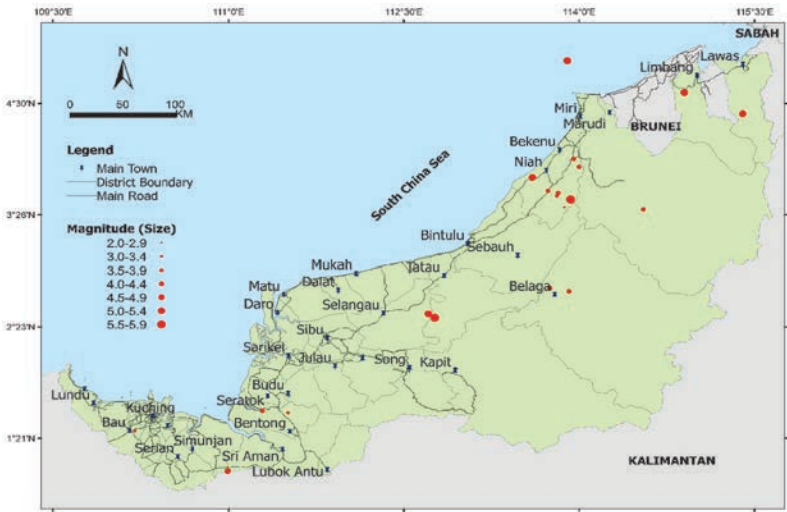 109°30'E 111°0'E 112°30'E 114°0'E 115°30'E
SABAH
N
Lawas
Limbang
0 50 100
KM
4°30'N
Miri
Marudi
BRUNEI
Legend
Main Town
District Boundary
Main Road
Bekenu
Niah
South China Sea
3°26'N
Magnitude (Size)
2.0-2.9
3.0-3.4
3.5-3.9
4.0-4.4
4.5-4.9
5.0-5.4
5.5-5.9
Bintulu
Sebauh
Mukah
Tatau
Dalat
Matu
Belaga
Daro
Selangau
2°23'N
Sibu
Sarikei
Julau
Song
Kapit
Budu
Lundu
Seratok
Kuching
Bau
Bentong
1°21'N
Simunjan
Serian
Sri Aman
Lubok Antu
KALIMANTAN